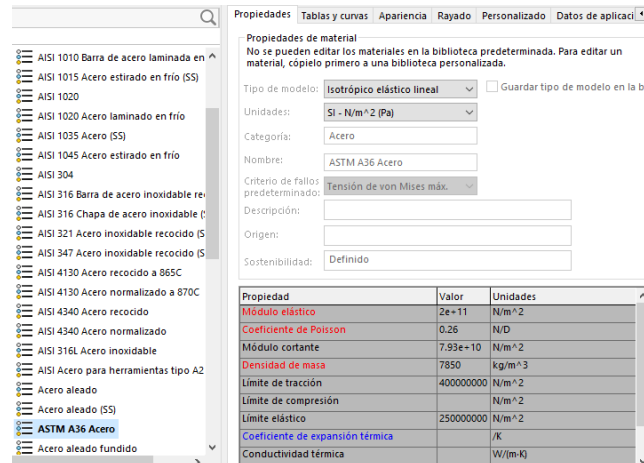 Propiedades Tablas y curvas Apariencia Rayado Personalizado Datos de aplicaci
Propiedades de material
No se pueden editar los materiales en la biblioteca predeterminada. Para editar un
material, cópielo primero a una biblioteca personalizada.
Tipo de modelo: Isotrópico elástico lineal Guardar tipo de modelo en la b
Unidades: SI - N/m^2 (Pa)
Categoría: Acero
Nombre: ASTM A36 Acero
Criterio de fallos
predeterminado: Tensión de von Mises máx.
Descripción:
Origen:
Sostenibilidad: Definido
AISI 1010 Barra de acero laminada en
AISI 1015 Acero estirado en frío (SS)
AISI 1020
AISI 1020 Acero laminado en frío
AISI 1035 Acero (SS)
AISI 1045 Acero estirado en frío
AISI 304
AISI 316 Barra de acero inoxidable re
AISI 316 Chapa de acero inoxidable (
AISI 321 Acero inoxidable recocido (S
AISI 347 Acero inoxidable recocido (S
AISI 4130 Acero recocido a 865C
AISI 4130 Acero normalizado a 870C
AISI 4340 Acero recocido
AISI 4340 Acero normalizado
AISI 316L Acero inoxidable
AISI Acero para herramientas tipo A2
Acero aleado
Acero aleado (SS)
ASTM A36 Acero
Acero aleado fundido
Propiedad Valor Unidades
Módulo elástico 2e+11 N/m^2
Coeficiente de Poisson 0.26 N/D
Módulo cortante 7.93e+10 N/m^2
Densidad de masa 7850 kg/m^3
Límite de tracción 400000000 N/m^2
Límite de compresión N/m^2
Límite elástico 250000000 N/m^2
Coeficiente de expansión térmica /K
Conductividad térmica W/(m·K)